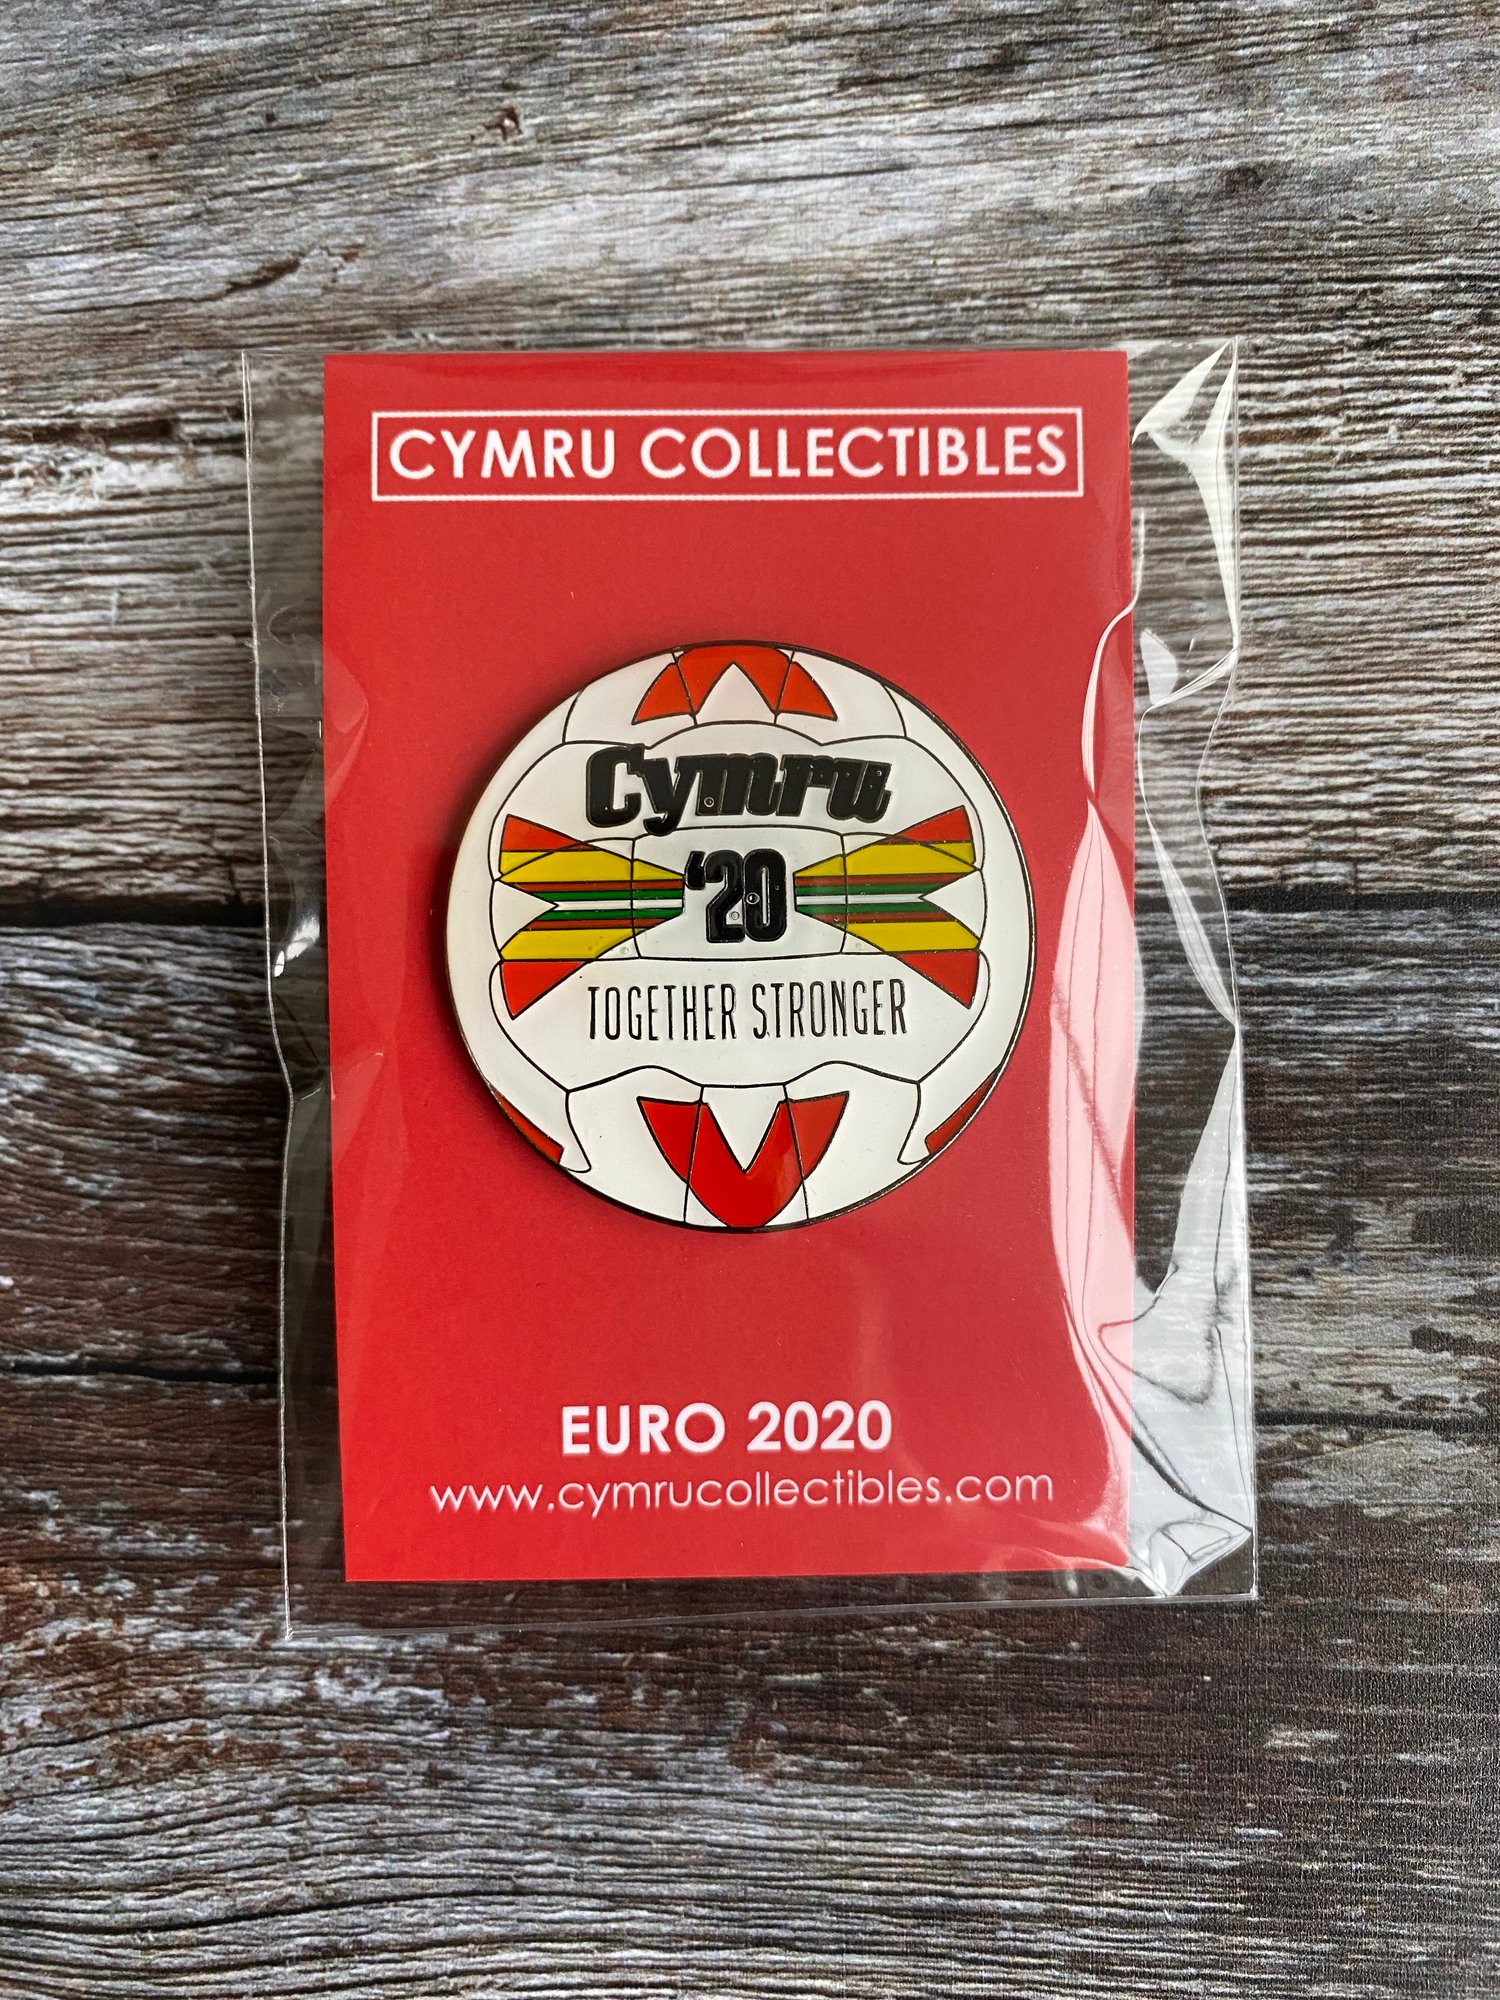 CYMRU COLLECTIBLES
Cymru
'20
TOGETHER STRONGER
EURO 2020
www.cymrucollectibles.com